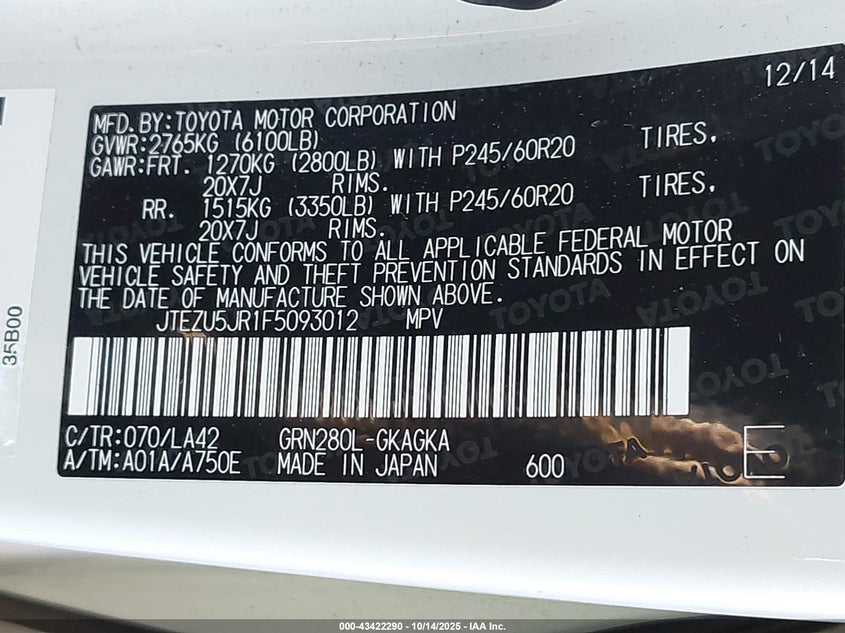 12/14
MFD.BY:TOYOTA MOTOR CORPORATION
GVWR:2765KG (6100LB)
GAWR:FRT. 1270KG (2800LB) WITH P245/60R20 TIRES,
20X7J RIMS.
RR. 1515KG (3350LB) WITH P245/60R20 TIRES,
20X7J RIMS.
THIS VEHICLE CONFORMS TO ALL APPLICABLE FEDERAL MOTOR
VEHICLE SAFETY AND THEFT PREVENTION STANDARDS IN EFFECT ON
THE DATE OF MANUFACTURE SHOWN ABOVE.
JTEZU5JR1F5093012 MPV
C/TR:070/LA42 GRN280L-GKAGKA
A/TM:A01A/A750E MADE IN JAPAN 600 E
35B00
TOYOTA
000-43422290 - 10/14/2025 - IAA Inc.